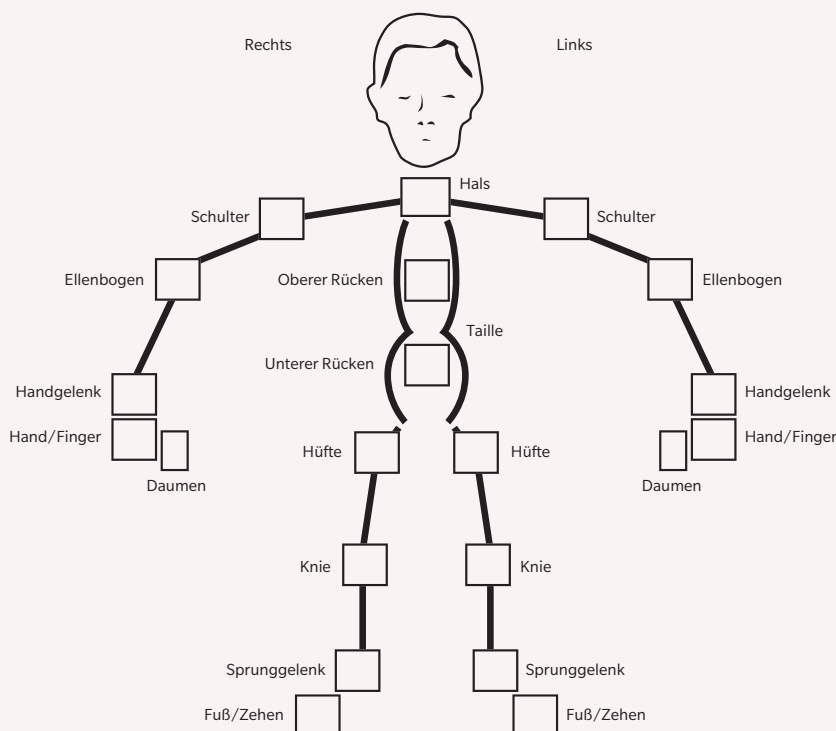 Rechts
Links
Hals
Schulter
Schulter
Ellenbogen
Oberer Rücken
Ellenbogen
Taille
Unterer Rücken
Handgelenk
Handgelenk
Hand/Finger
Hand/Finger
Hüfte
Hüfte
Daumen
Daumen
Knie
Knie
Sprunggelenk
Sprunggelenk
Fuß/Zehen
Fuß/Zehen